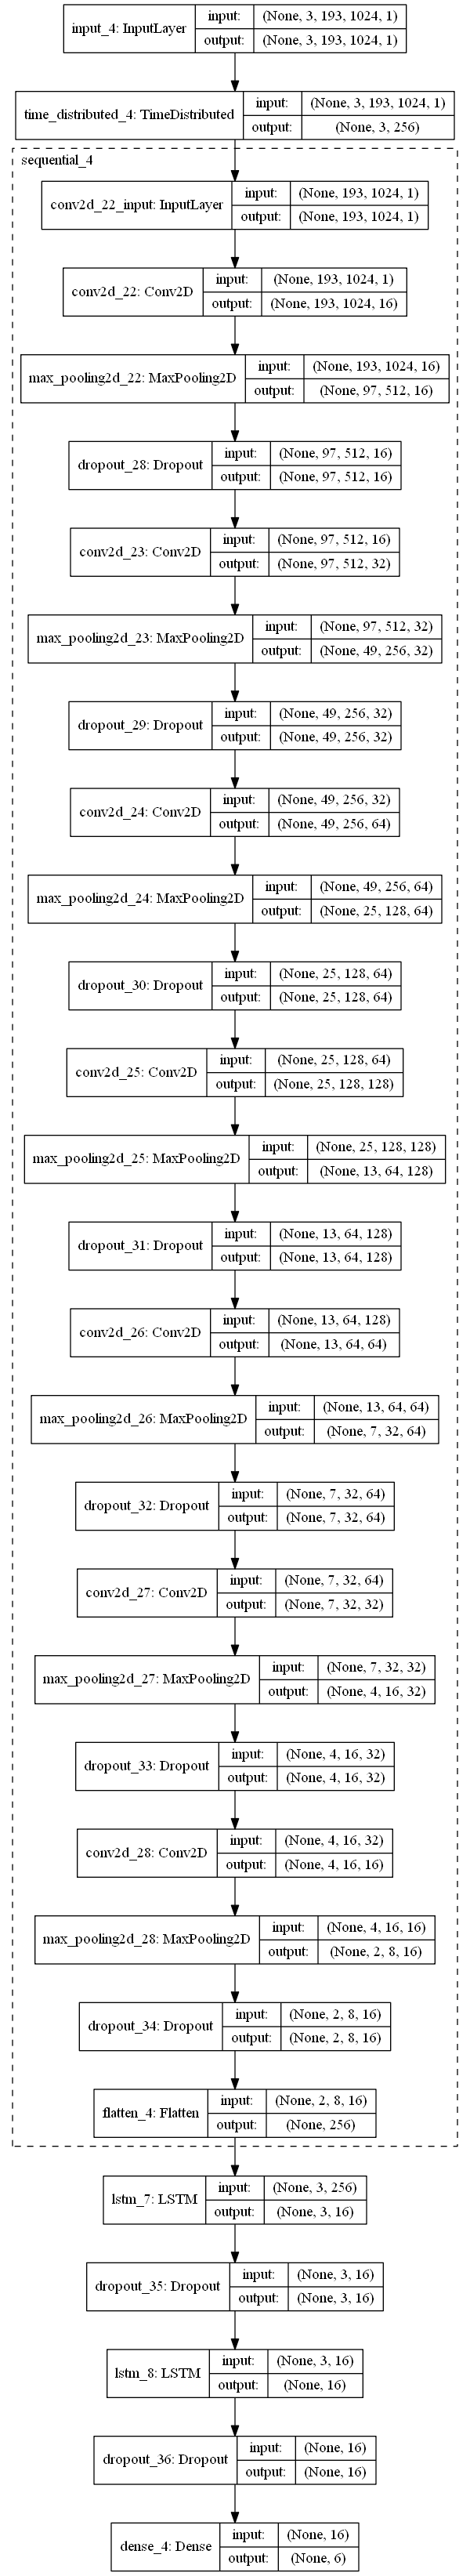 input_4: InputLayer
input: (None, 3, 193, 1024, 1)
output: (None, 3, 193, 1024, 1)
time_distributed_4: TimeDistributed
input: (None, 3, 193, 1024, 1)
output: (None, 3, 256)
sequential_4
conv2d_22_input: InputLayer
input: (None, 193, 1024, 1)
output: (None, 193, 1024, 1)
conv2d_22: Conv2D
input: (None, 193, 1024, 1)
output: (None, 193, 1024, 16)
max_pooling2d_22: MaxPooling2D
input: (None, 193, 1024, 16)
output: (None, 97, 512, 16)
dropout_28: Dropout
input: (None, 97, 512, 16)
output: (None, 97, 512, 16)
conv2d_23: Conv2D
input: (None, 97, 512, 16)
output: (None, 97, 512, 32)
max_pooling2d_23: MaxPooling2D
input: (None, 97, 512, 32)
output: (None, 49, 256, 32)
dropout_29: Dropout
input: (None, 49, 256, 32)
output: (None, 49, 256, 32)
conv2d_24: Conv2D
input: (None, 49, 256, 32)
output: (None, 49, 256, 64)
max_pooling2d_24: MaxPooling2D
input: (None, 49, 256, 64)
output: (None, 25, 128, 64)
dropout_30: Dropout
input: (None, 25, 128, 64)
output: (None, 25, 128, 64)
conv2d_25: Conv2D
input: (None, 25, 128, 64)
output: (None, 25, 128, 128)
max_pooling2d_25: MaxPooling2D
input: (None, 25, 128, 128)
output: (None, 13, 64, 128)
dropout_31: Dropout
input: (None, 13, 64, 128)
output: (None, 13, 64, 128)
conv2d_26: Conv2D
input: (None, 13, 64, 128)
output: (None, 13, 64, 64)
max_pooling2d_26: MaxPooling2D
input: (None, 13, 64, 64)
output: (None, 7, 32, 64)
dropout_32: Dropout
input: (None, 7, 32, 64)
output: (None, 7, 32, 64)
conv2d_27: Conv2D
input: (None, 7, 32, 64)
output: (None, 7, 32, 32)
max_pooling2d_27: MaxPooling2D
input: (None, 7, 32, 32)
output: (None, 4, 16, 32)
dropout_33: Dropout
input: (None, 4, 16, 32)
output: (None, 4, 16, 32)
conv2d_28: Conv2D
input: (None, 4, 16, 32)
output: (None, 4, 16, 16)
max_pooling2d_28: MaxPooling2D
input: (None, 4, 16, 16)
output: (None, 2, 8, 16)
dropout_34: Dropout
input: (None, 2, 8, 16)
output: (None, 2, 8, 16)
flatten_4: Flatten
input: (None, 2, 8, 16)
output: (None, 256)
lstm_7: LSTM
input: (None, 3, 256)
output: (None, 3, 16)
dropout_35: Dropout
input: (None, 3, 16)
output: (None, 3, 16)
lstm_8: LSTM
input: (None, 3, 16)
output: (None, 16)
dropout_36: Dropout
input: (None, 16)
output: (None, 16)
dense_4: Dense
input: (None, 16)
output: (None, 6)